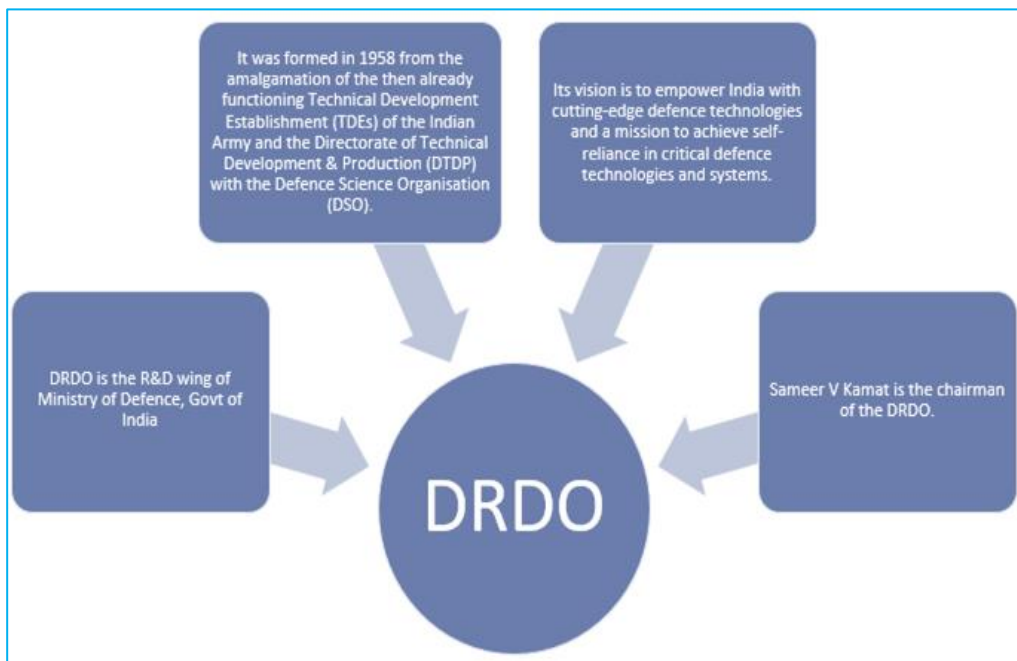 It was formed in 1958 from the
amalgamation of the then already
functioning Technical Development
Establishment (TDEs) of the Indian
Army and the Directorate of Technical
Development & Production (DTDP)
with the Defence Science Organisation
(DSO).
Its vision is to empower India with
cutting-edge defence technologies
and a mission to achieve self-
reliance in critical defence
technologies and systems.
DRDO is the R&D wing of
Ministry of Defence, Govt of
India
Sameer V Kamat is the chairman
of the DRDO.
DRDO